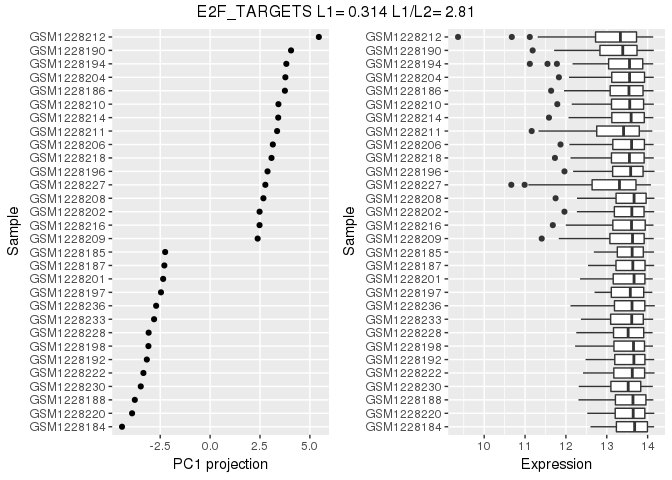 E2F_TARGETS L1= 0.314 L1/L2= 2.81
Sample
GSM1228212
GSM1228190
GSM1228194
GSM1228204
GSM1228186
GSM1228210
GSM1228214
GSM1228211
GSM1228206
GSM1228218
GSM1228196
GSM1228227
GSM1228208
GSM1228202
GSM1228216
GSM1228209
GSM1228185
GSM1228187
GSM1228201
GSM1228197
GSM1228236
GSM1228233
GSM1228228
GSM1228198
GSM1228192
GSM1228222
GSM1228230
GSM1228188
GSM1228220
GSM1228184
-2.5 0.0 2.5 5.0
PC1 projection
Sample
GSM1228212
GSM1228190
GSM1228194
GSM1228204
GSM1228186
GSM1228210
GSM1228214
GSM1228211
GSM1228206
GSM1228218
GSM1228196
GSM1228227
GSM1228208
GSM1228202
GSM1228216
GSM1228209
GSM1228185
GSM1228187
GSM1228201
GSM1228197
GSM1228236
GSM1228233
GSM1228228
GSM1228198
GSM1228192
GSM1228222
GSM1228230
GSM1228188
GSM1228220
GSM1228184
10 11 12 13 14
Expression